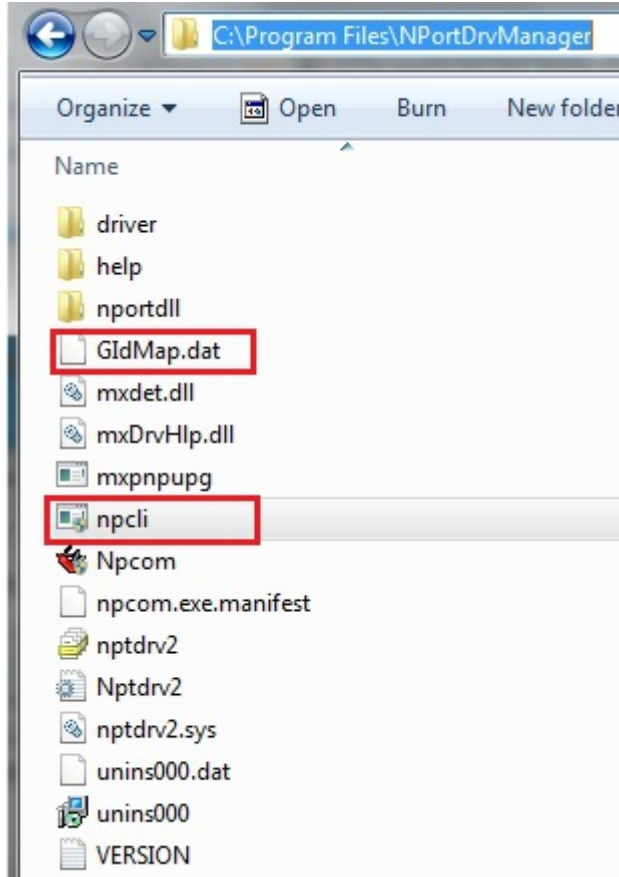 C:\Program Files\NPortDrvManager
Organize Open Burn New folder
Name
driver
help
nportdll
GIdMap.dat
mxdet.dll
mxDrvHlp.dll
mxpnpupg
npcli
Npcom
npcom.exe.manifest
nptdrv2
Nptdrv2
nptdrv2.sys
unins000.dat
unins000
VERSION